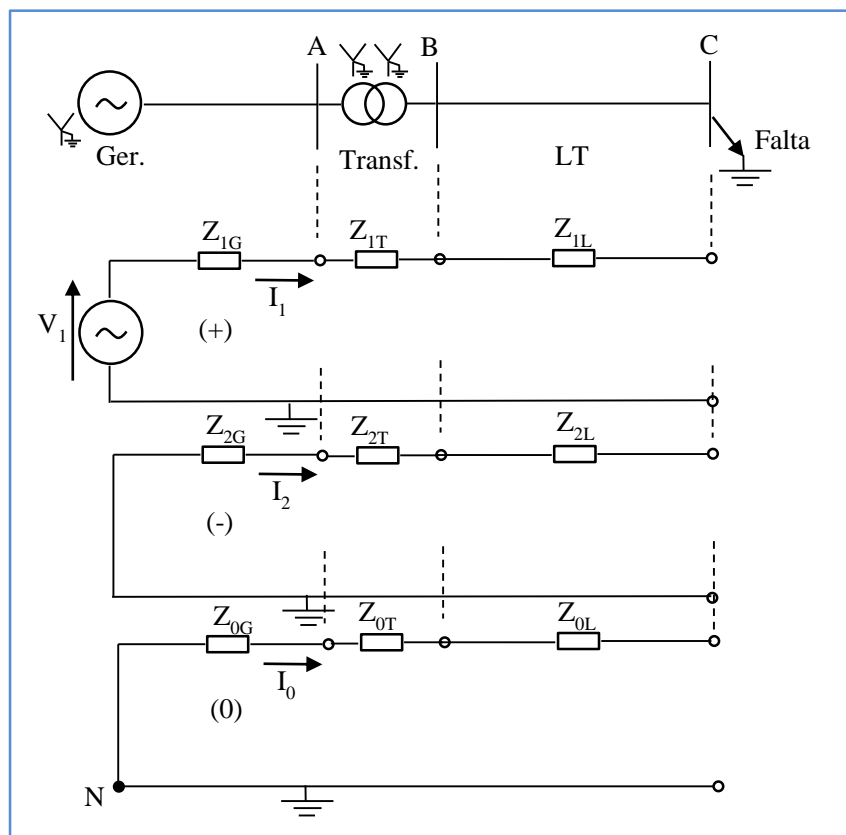 A
B
C
Ger.
Transf.
LT
Falta
Z1G
Z1T
Z1L
I1
V1
(+)
Z2G
Z2T
Z2L
I2
(-)
Z0G
Z0T
Z0L
I0
(0)
N